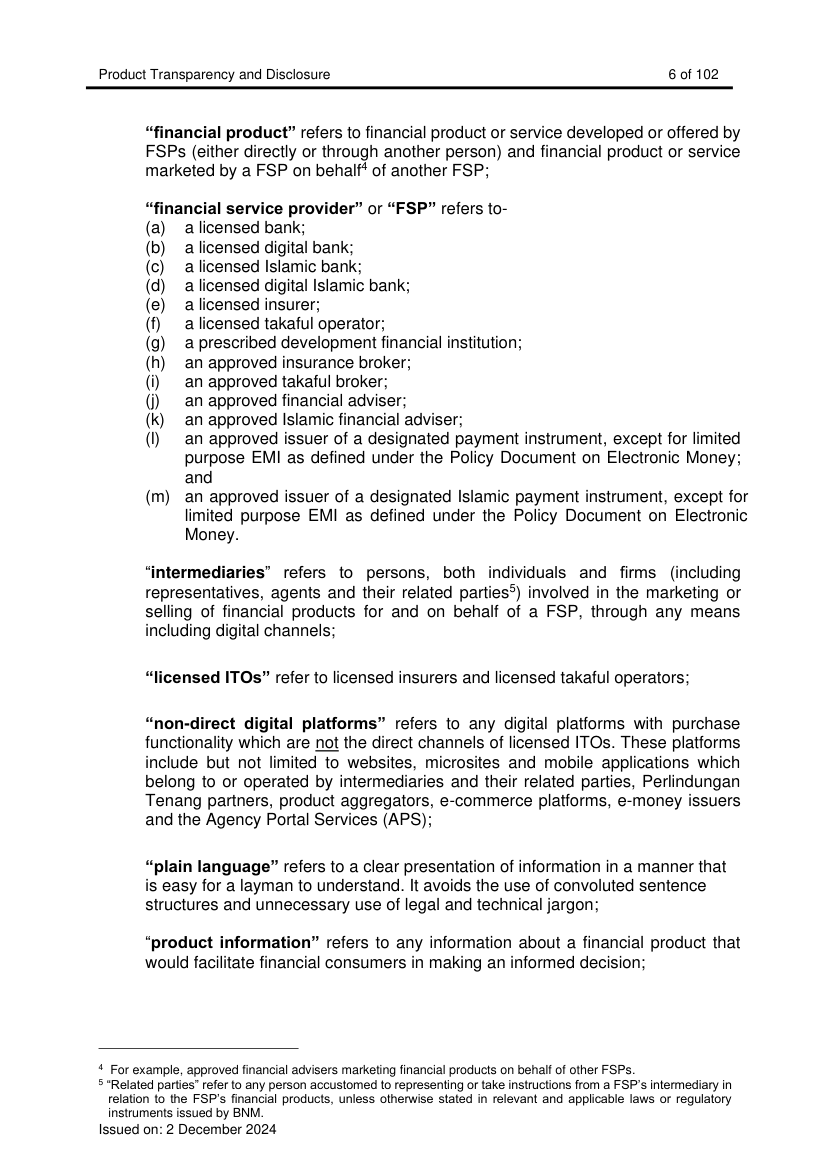 Product Transparency and Disclosure 6 of 102
“financial product” refers to financial product or service developed or offered by
FSPs (either directly or through another person) and financial product or service
marketed by a FSP on behalf4 of another FSP;
“financial service provider” or “FSP” refers to-
(a) a licensed bank;
(b) a licensed digital bank;
(c) a licensed Islamic bank;
(d) a licensed digital Islamic bank;
(e) a licensed insurer;
(f) a licensed takaful operator;
(g) a prescribed development financial institution;
(h) an approved insurance broker;
(i) an approved takaful broker;
(j) an approved financial adviser;
(k) an approved Islamic financial adviser;
(l) an approved issuer of a designated payment instrument, except for limited
purpose EMI as defined under the Policy Document on Electronic Money;
and
(m) an approved issuer of a designated Islamic payment instrument, except for
limited purpose EMI as defined under the Policy Document on Electronic
Money.
“intermediaries” refers to persons, both individuals and firms (including
representatives, agents and their related parties5) involved in the marketing or
selling of financial products for and on behalf of a FSP, through any means
including digital channels;
“licensed ITOs” refer to licensed insurers and licensed takaful operators;
“non-direct digital platforms” refers to any digital platforms with purchase
functionality which are not the direct channels of licensed ITOs. These platforms
include but not limited to websites, microsites and mobile applications which
belong to or operated by intermediaries and their related parties, Perlindungan
Tenang partners, product aggregators, e-commerce platforms, e-money issuers
and the Agency Portal Services (APS);
“plain language” refers to a clear presentation of information in a manner that
is easy for a layman to understand. It avoids the use of convoluted sentence
structures and unnecessary use of legal and technical jargon;
“product information” refers to any information about a financial product that
would facilitate financial consumers in making an informed decision;
4 For example, approved financial advisers marketing financial products on behalf of other FSPs.
5 “Related parties” refer to any person accustomed to representing or take instructions from a FSP’s intermediary in
relation to the FSP’s financial products, unless otherwise stated in relevant and applicable laws or regulatory
instruments issued by BNM.
Issued on: 2 December 2024